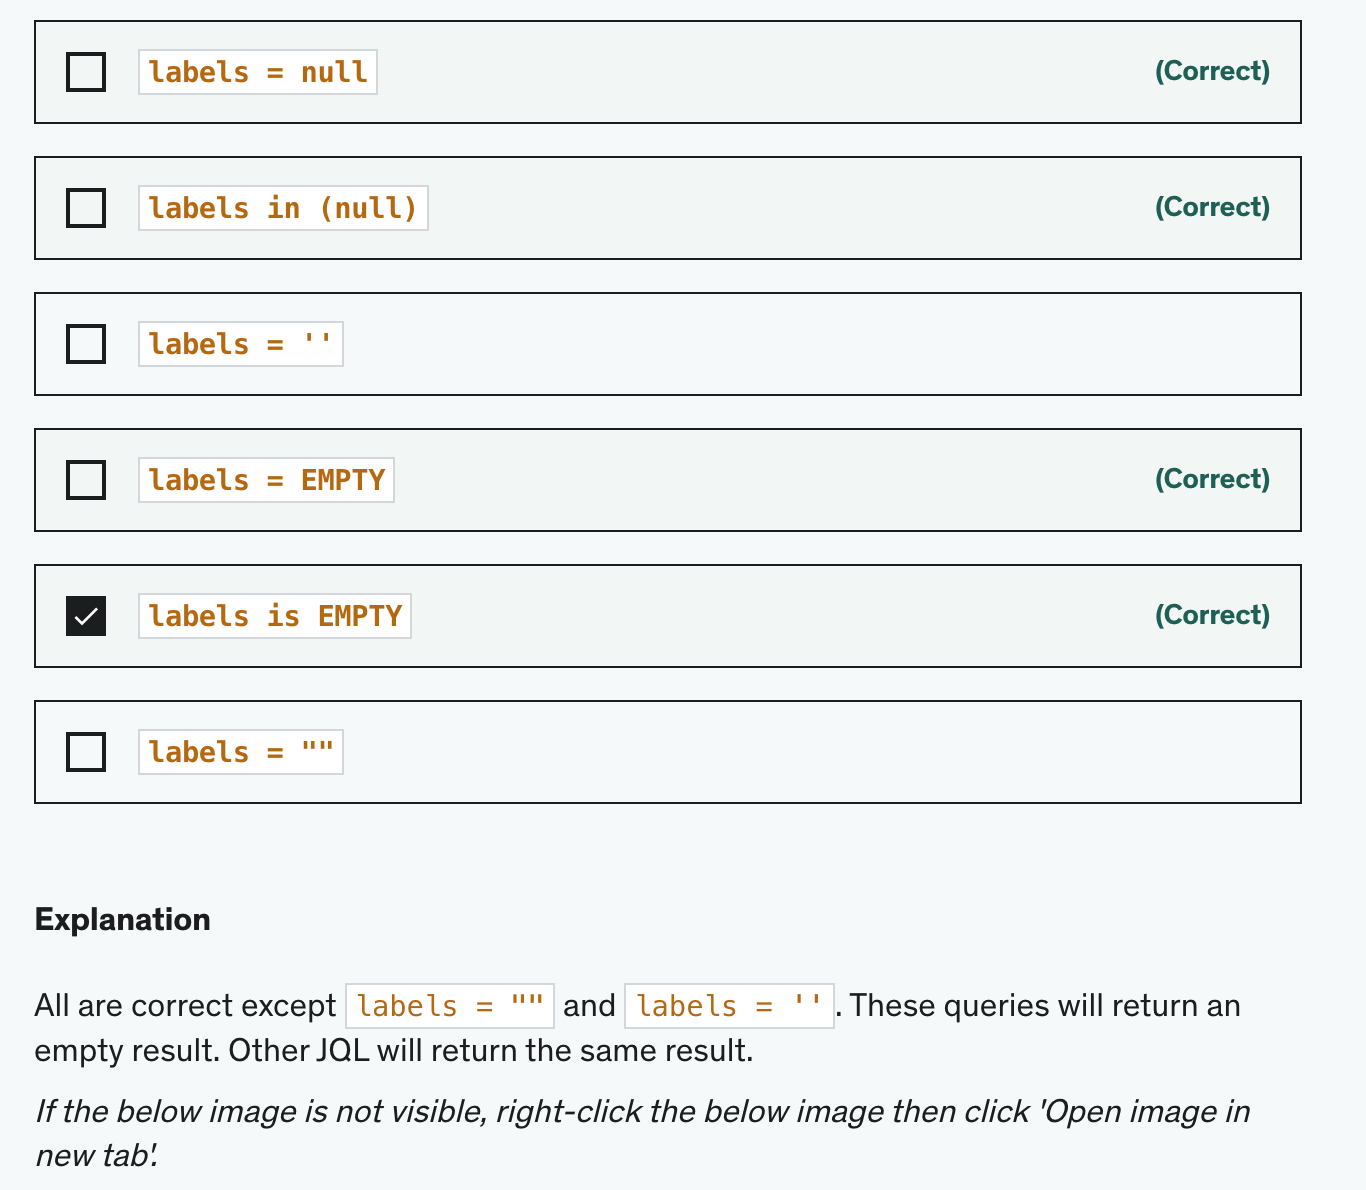 labels = null (Correct)
labels in (null) (Correct)
labels = ''
labels = EMPTY (Correct)
labels is EMPTY (Correct)
labels = ""
Explanation
All are correct except labels = "" and labels = ''. These queries will return an
empty result. Other JQL will return the same result.
If the below image is not visible, right-click the below image then click 'Open image in
new tab'.